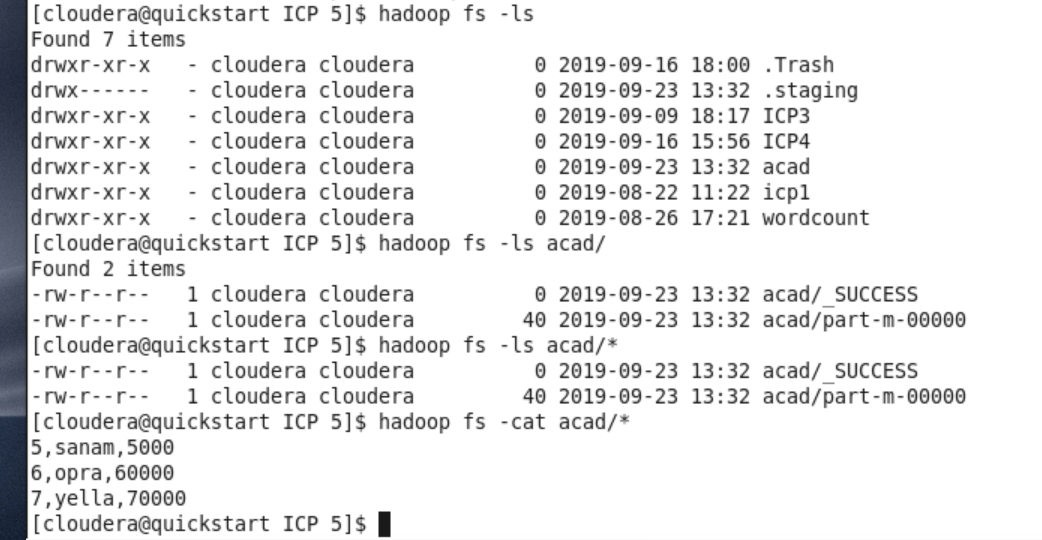 [cloudera@quickstart ICP 5]$ hadoop fs -ls
Found 7 items
drwxr-xr-x   - cloudera cloudera          0 2019-09-16 18:00 .Trash
drwx------   - cloudera cloudera          0 2019-09-23 13:32 .staging
drwxr-xr-x   - cloudera cloudera          0 2019-09-09 18:17 ICP3
drwxr-xr-x   - cloudera cloudera          0 2019-09-16 15:56 ICP4
drwxr-xr-x   - cloudera cloudera          0 2019-09-23 13:32 acad
drwxr-xr-x   - cloudera cloudera          0 2019-08-22 11:22 icp1
drwxr-xr-x   - cloudera cloudera          0 2019-08-26 17:21 wordcount
[cloudera@quickstart ICP 5]$ hadoop fs -ls acad/
Found 2 items
-rw-r--r--   1 cloudera cloudera          0 2019-09-23 13:32 acad/_SUCCESS
-rw-r--r--   1 cloudera cloudera         40 2019-09-23 13:32 acad/part-m-00000
[cloudera@quickstart ICP 5]$ hadoop fs -ls acad/*
-rw-r--r--   1 cloudera cloudera          0 2019-09-23 13:32 acad/_SUCCESS
-rw-r--r--   1 cloudera cloudera         40 2019-09-23 13:32 acad/part-m-00000
[cloudera@quickstart ICP 5]$ hadoop fs -cat acad/*
5,sanam,5000
6,opra,60000
7,yella,70000
[cloudera@quickstart ICP 5]$